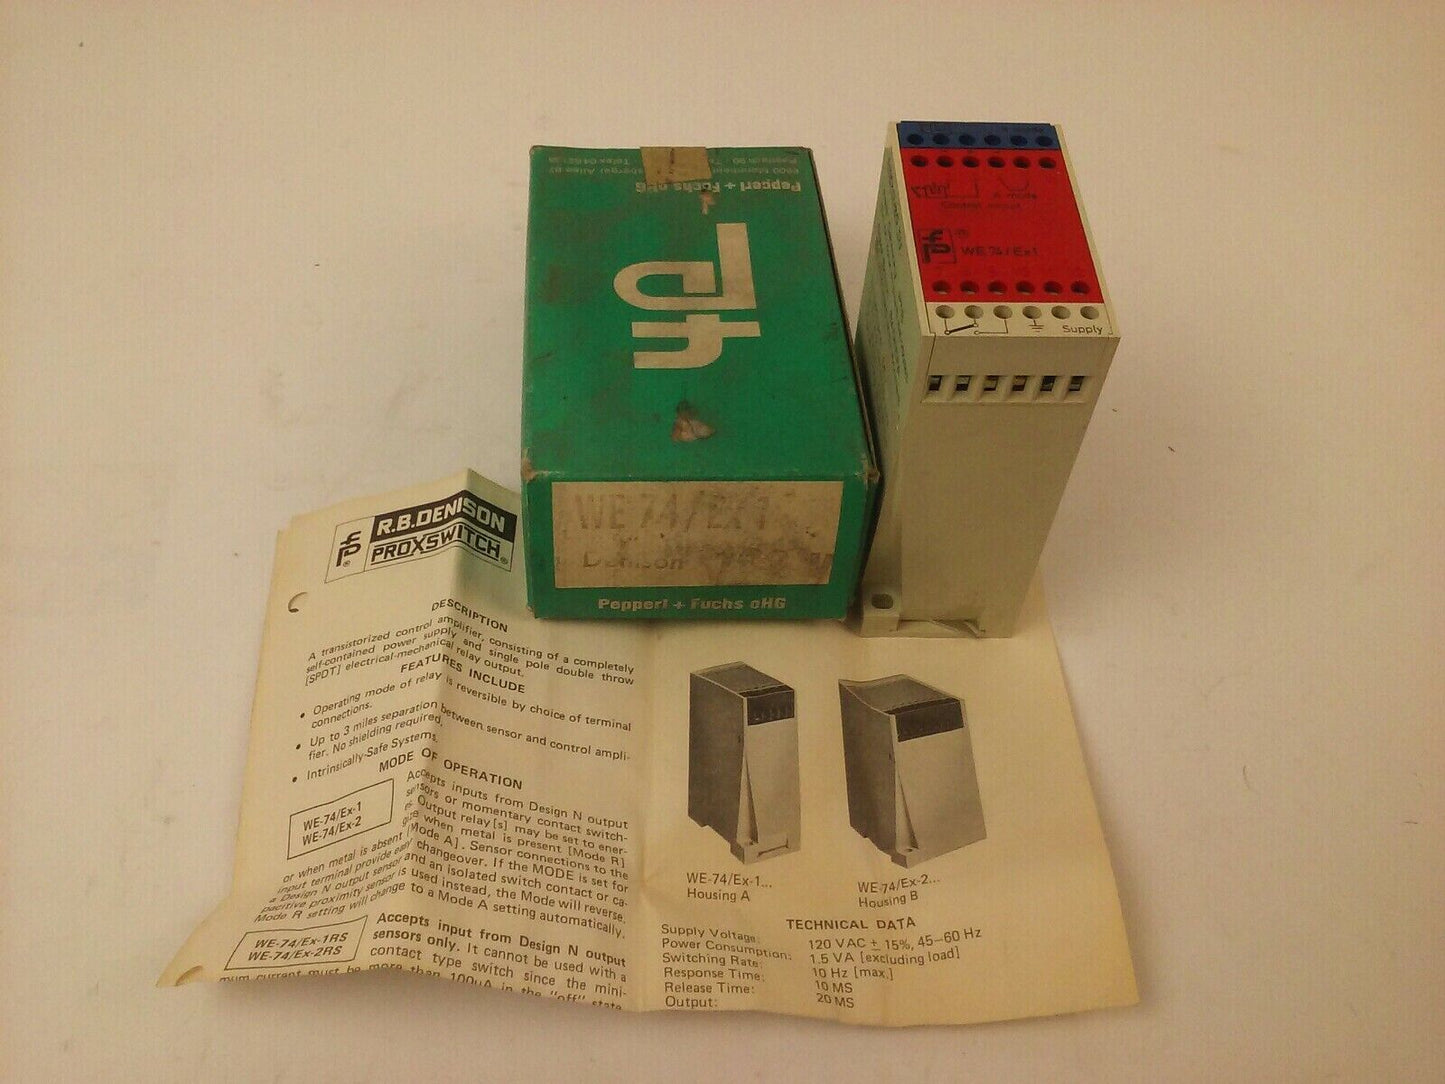 Pepperl + Fuchs oHG
WE 74/Ex1
Denison
Pepperl + Fuchs oHG
A mode
Control circuit
WE 74/Ex1
Supply
R.B.DENISON
PROXSWITCH®
DESCRIPTION
A transistorized control amplifier, consisting of a completely
self-contained power supply and single pole double throw
[SPDT] electrical-mechanical relay output.
FEATURES INCLUDE
• Operating mode of relay is reversible by choice of terminal
connections.
• Up to 3 miles separation between sensor and control ampli-
fier. No shielding required.
• Intrinsically-Safe Systems.
MODE OF OPERATION
WE-74/Ex-1
WE-74/Ex-2
Accepts inputs from Design N output
sensors or momentary contact switch-
es. Output relay[s] may be set to ener-
gize when metal is present [Mode R]
or when metal is absent [Mode A]. Sensor connections to the
input terminal provide easy changeover. If the MODE is set for
a Design N output sensor and an isolated switch contact or ca-
pacitive proximity sensor is used instead, the Mode will reverse.
Mode R setting will change to a Mode A setting automatically.
WE-74/Ex-1RS
WE-74/Ex-2RS
Accepts input from Design N output
sensors only. It cannot be used with a
contact type switch since the mini-
mum current must be more than 100uA in the "off" state
WE-74/Ex-1...
Housing A
WE-74/Ex-2...
Housing B
TECHNICAL DATA
Supply Voltage: 120 VAC ± 15%, 45–60 Hz
Power Consumption: 1.5 VA [excluding load]
Switching Rate: 10 Hz [max.]
Response Time: 10 MS
Release Time: 20 MS
Output: